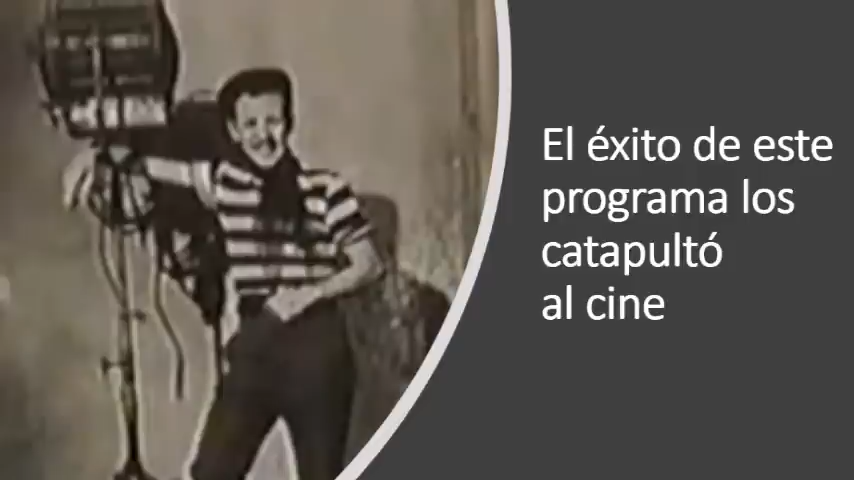 El éxito de este
programa los
catapultó
al cine